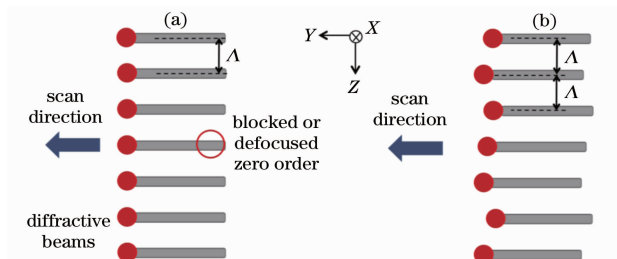 (a)
Λ
Y
X
Z
scan
direction
blocked or
defocused
zero order
diffractive
beams
(b)
Λ
Λ
scan
direction